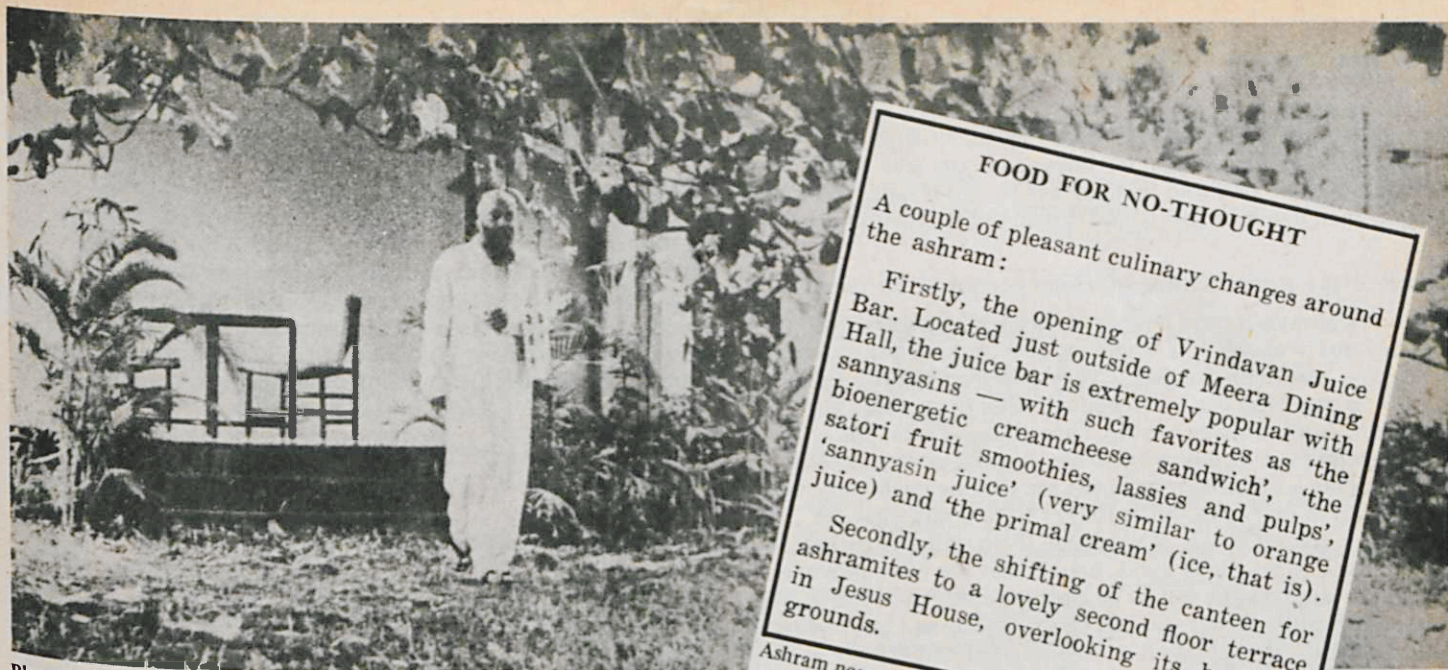 FOOD FOR NO-THOUGHT
A couple of pleasant culinary changes around
the ashram:
Firstly, the opening of Vrindavan Juice
Bar. Located just outside of Meera Dining
Hall, the juice bar is extremely popular with
sannyasins — with such favorites as 'the
bioenergetic creamcheese sandwich', 'the
satori fruit smoothies, lassies and pulps',
'sannyasin juice' (very similar to orange
juice) and 'the primal cream' (ice, that is).
Secondly, the shifting of the canteen for
ashramites to a lovely second floor terrace
in Jesus House, overlooking its
grounds.
Ashram